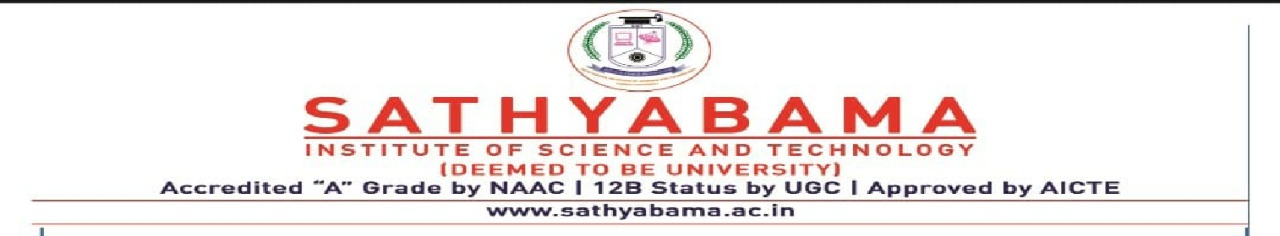 SATHYABAMA
INSTITUTE OF SCIENCE AND TECHNOLOGY
(DEEMED TO BE UNIVERSITY)
Accredited “A” Grade by NAAC | 12B Status by UGC | Approved by AICTE
www.sathyabama.ac.in